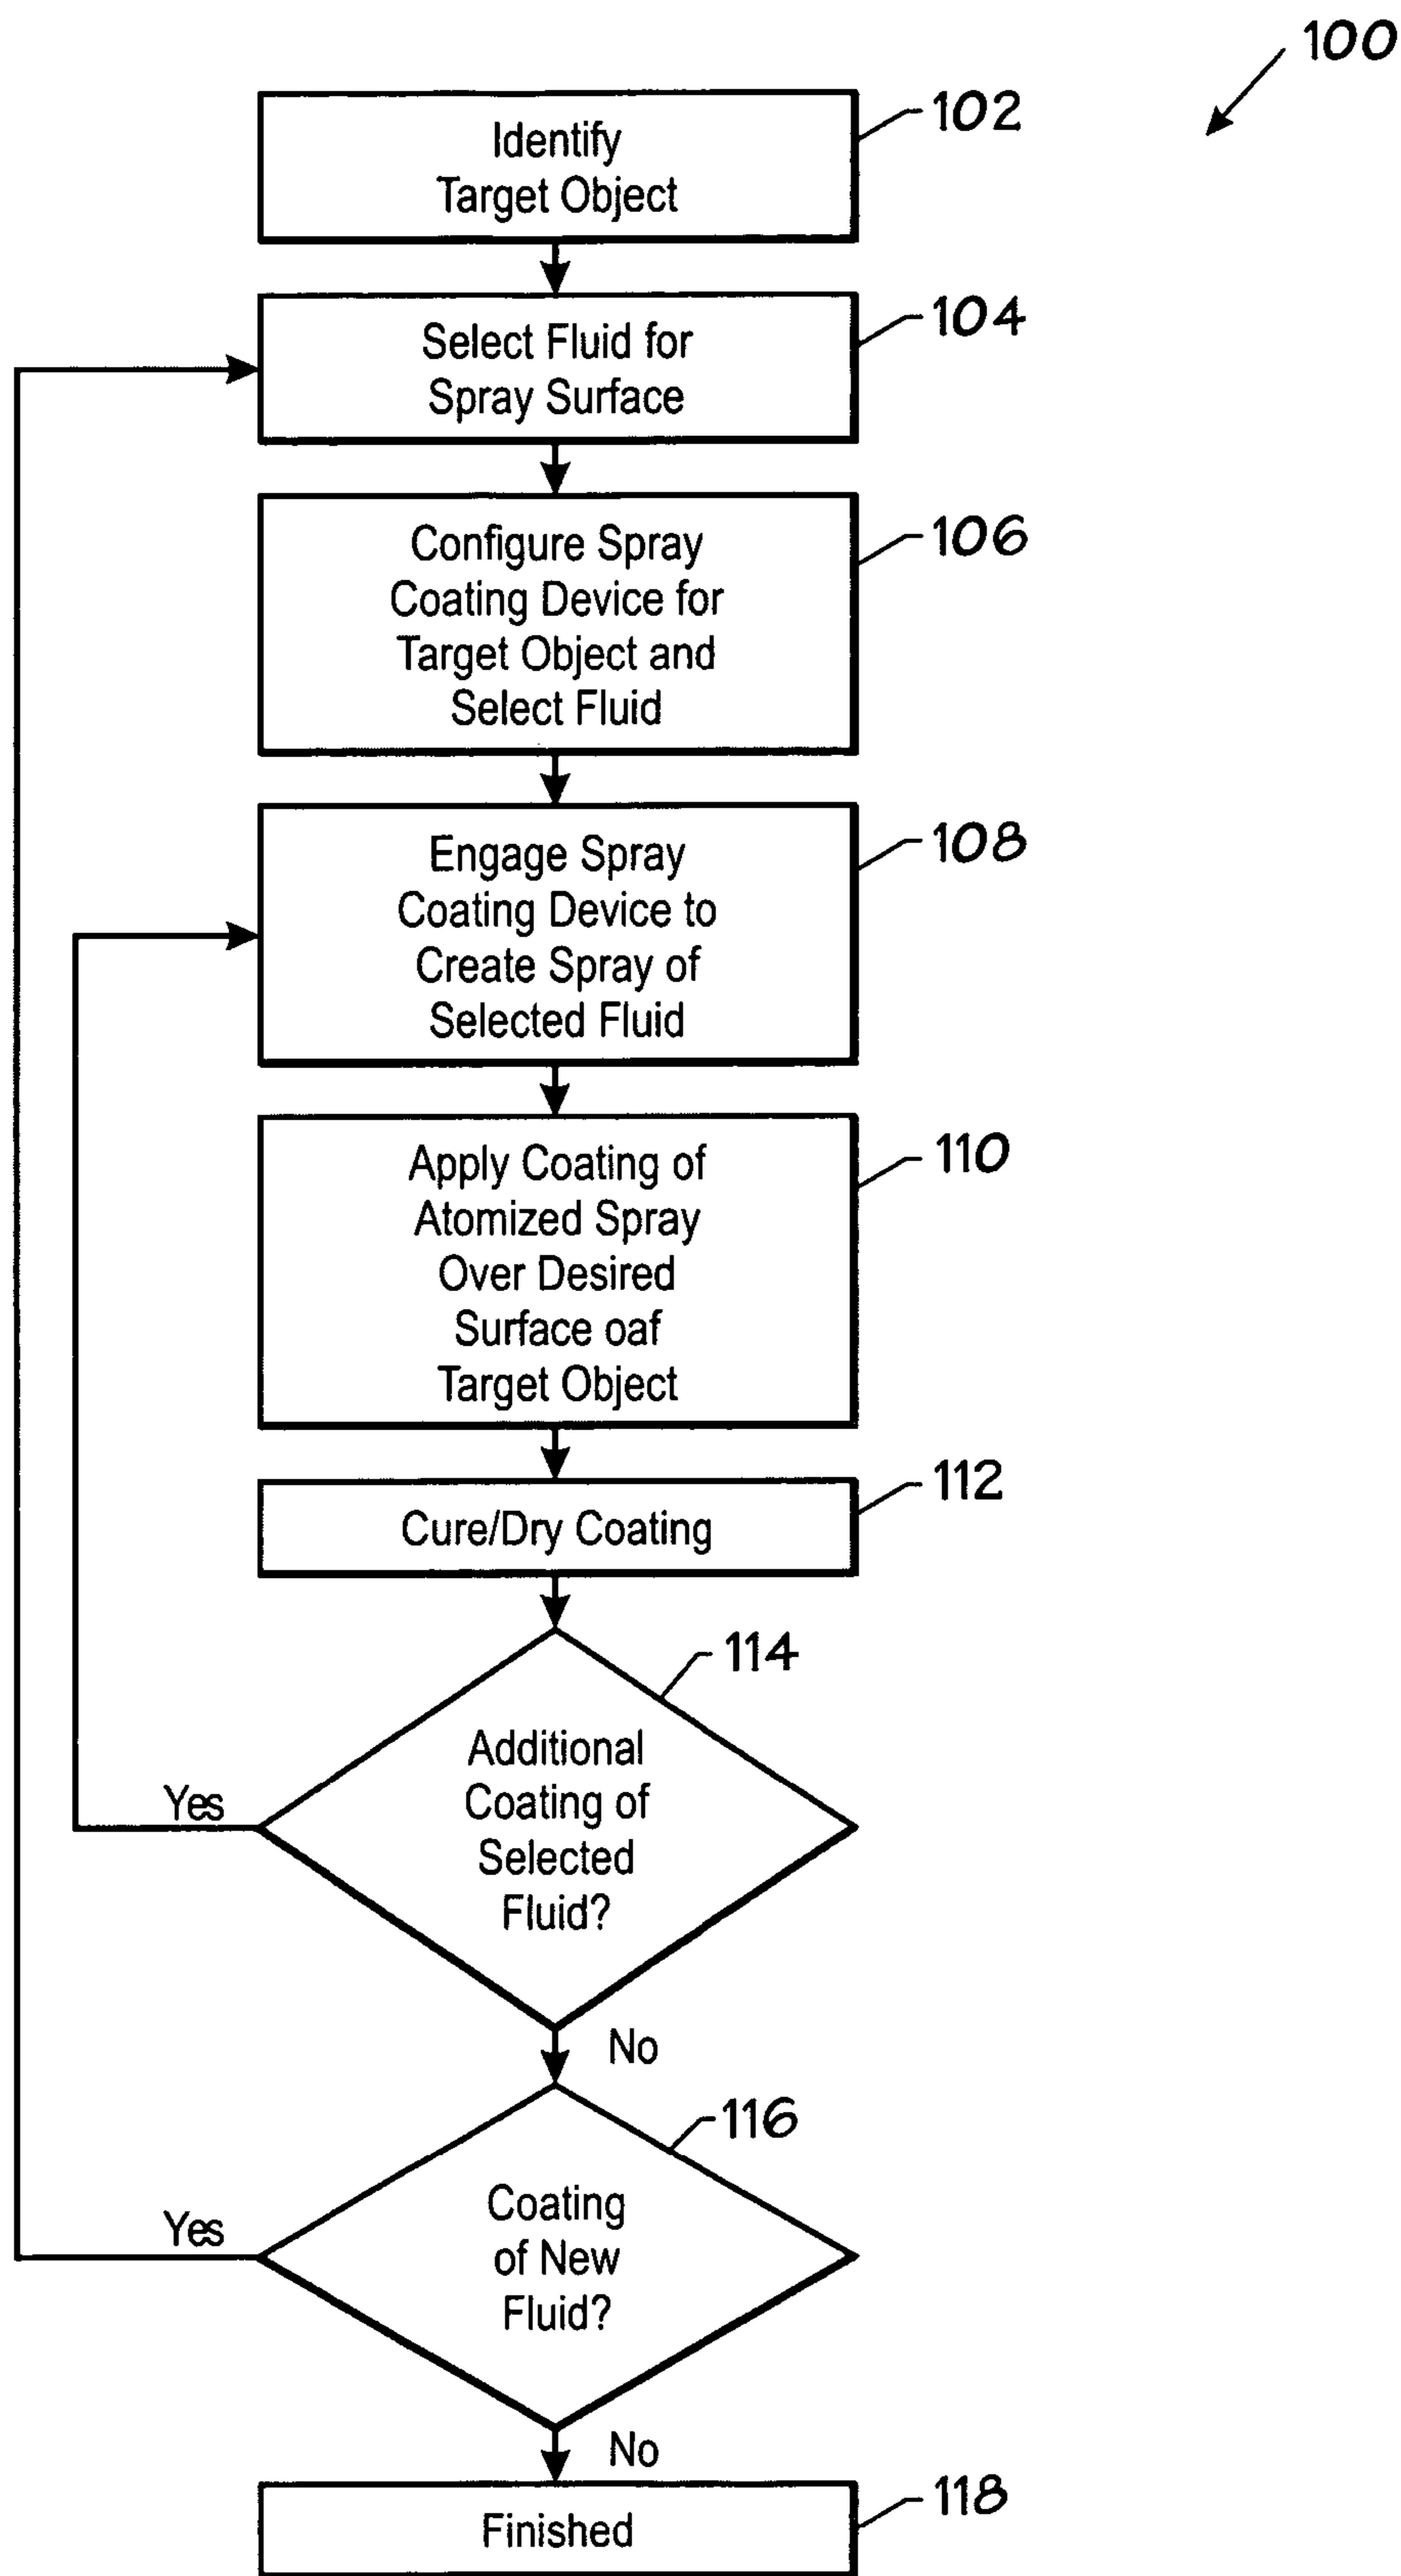 100
102
Identify
Target Object
104
Select Fluid for
Spray Surface
106
Configure Spray
Coating Device for
Target Object and
Select Fluid
108
Engage Spray
Coating Device to
Create Spray of
Selected Fluid
110
Apply Coating of
Atomized Spray
Over Desired
Surface oaf
Target Object
112
Cure/Dry Coating
114
Additional
Coating of
Selected
Fluid?
Yes
No
116
Coating
of New
Fluid?
Yes
No
118
Finished